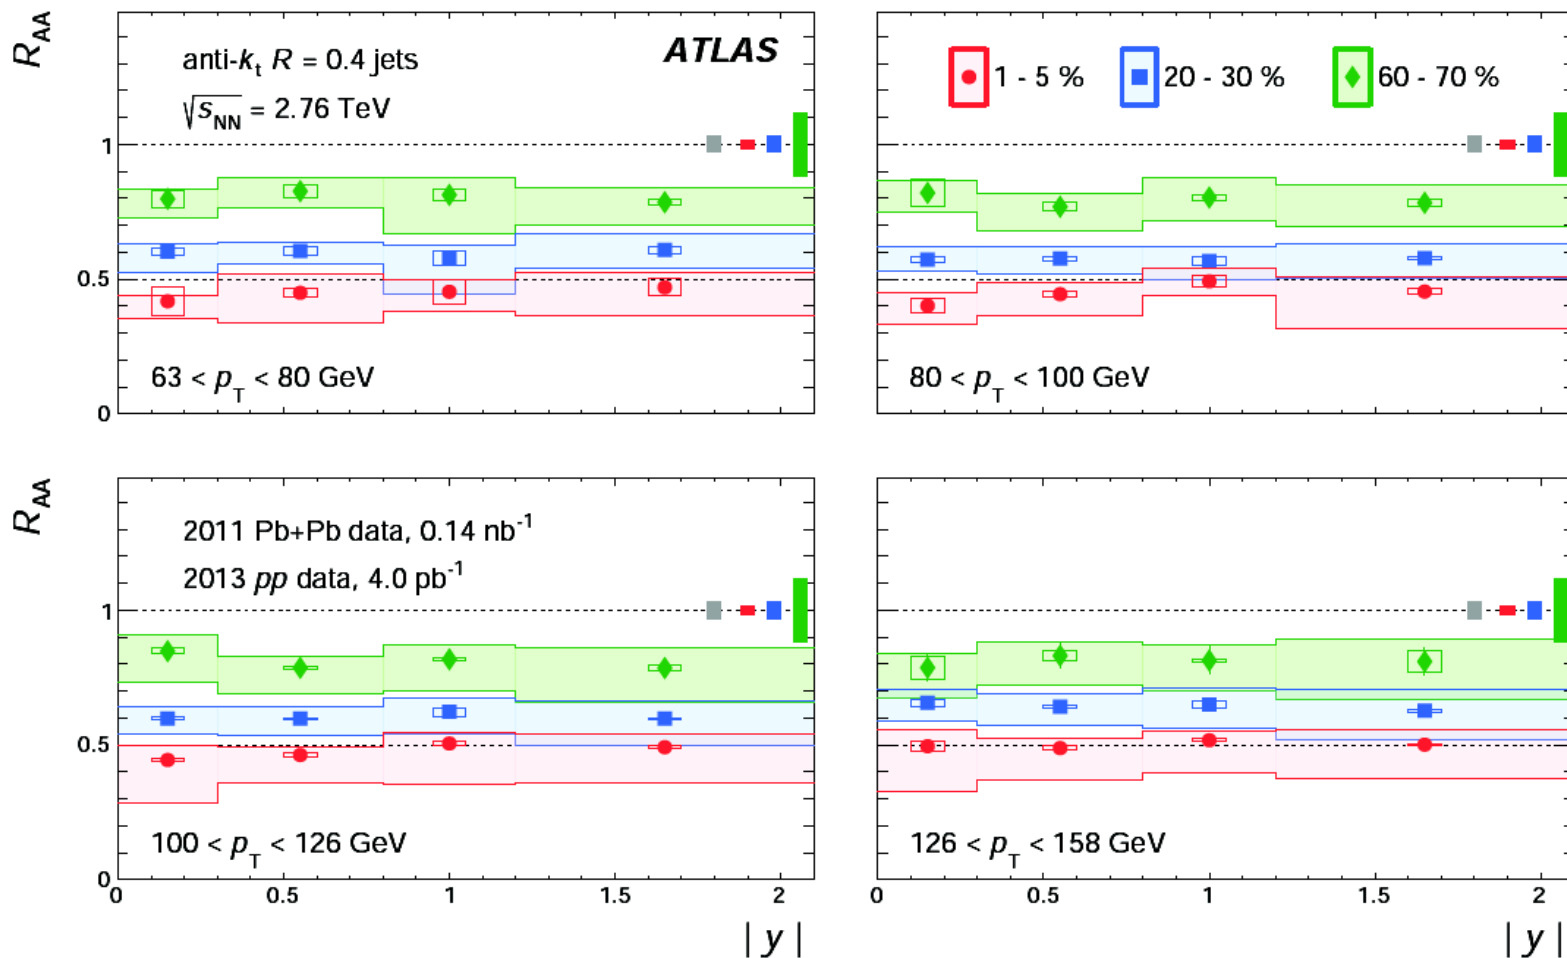 R_AA
anti-k_t R = 0.4 jets
ATLAS
√s_NN = 2.76 TeV
1
0.5
0
63 < p_T < 80 GeV
1 - 5 %
20 - 30 %
60 - 70 %
80 < p_T < 100 GeV
R_AA
2011 Pb+Pb data, 0.14 nb⁻¹
2013 pp data, 4.0 pb⁻¹
1
0.5
0
100 < p_T < 126 GeV
0 0.5 1 1.5 2
| y |
126 < p_T < 158 GeV
0 0.5 1 1.5 2
| y |